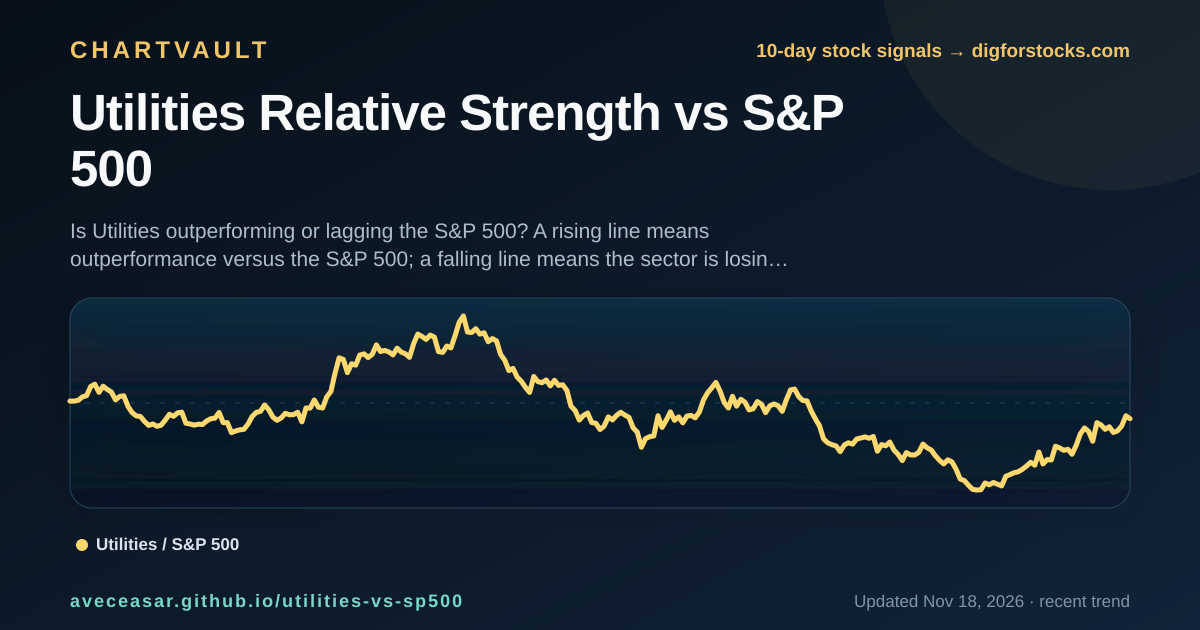 CHARTVAULT
10-day stock signals → digforstocks.com
Utilities Relative Strength vs S&P
500
Is Utilities outperforming or lagging the S&P 500? A rising line means
outperformance versus the S&P 500; a falling line means the sector is losin…
Utilities / S&P 500
aveceasar.github.io/utilities-vs-sp500
Updated Nov 18, 2026 · recent trend